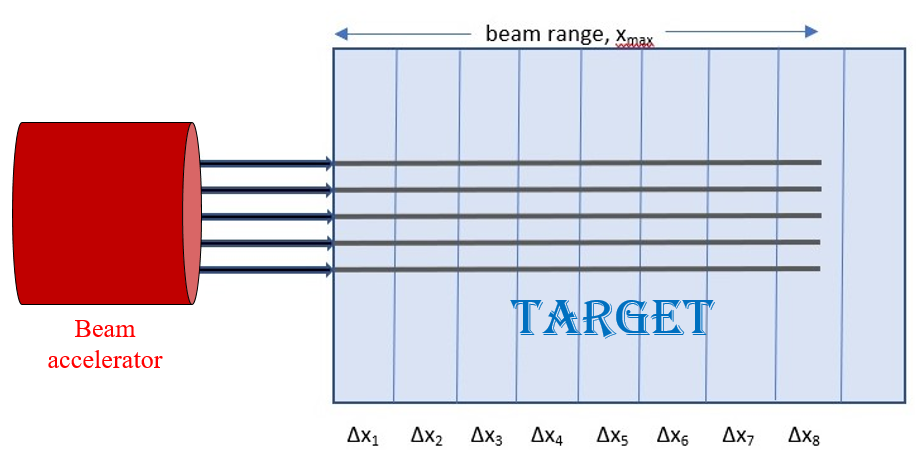 beam range, xmax
TARGET
Beam
accelerator
Δx1 Δx2 Δx3 Δx4 Δx5 Δx6 Δx7 Δx8